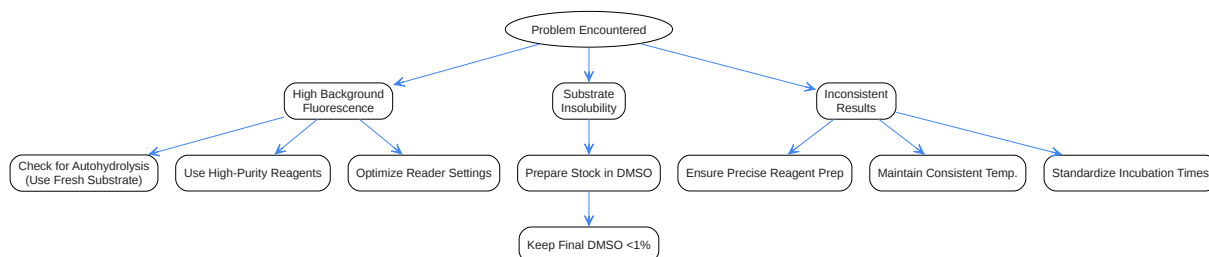 Problem Encountered
High Background
Fluorescence
Substrate
Insolubility
Inconsistent
Results
Check for Autohydrolysis
(Use Fresh Substrate)
Use High-Purity Reagents
Optimize Reader Settings
Prepare Stock in DMSO
Ensure Precise Reagent Prep
Maintain Consistent Temp.
Standardize Incubation Times
Keep Final DMSO <1%